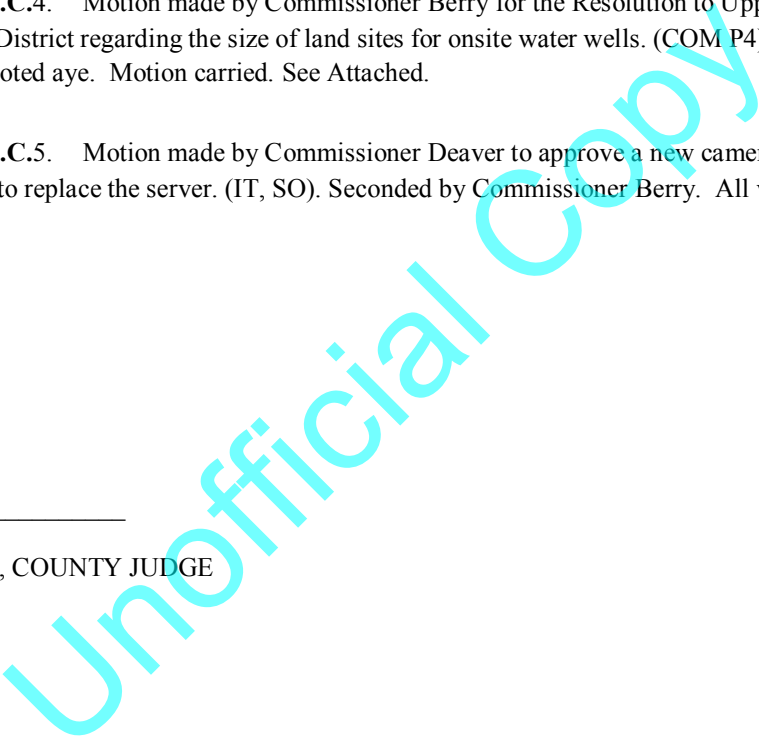 .C.4. Motion made by Commissioner Berry for the Resolution to Upp
District regarding the size of land sites for onsite water wells. (COM P4)
oted aye. Motion carried. See Attached.
.C.5. Motion made by Commissioner Deaver to approve a new camer
to replace the server. (IT, SO). Seconded by Commissioner Berry. All v
, COUNTY JUDGE
Unofficial Copy